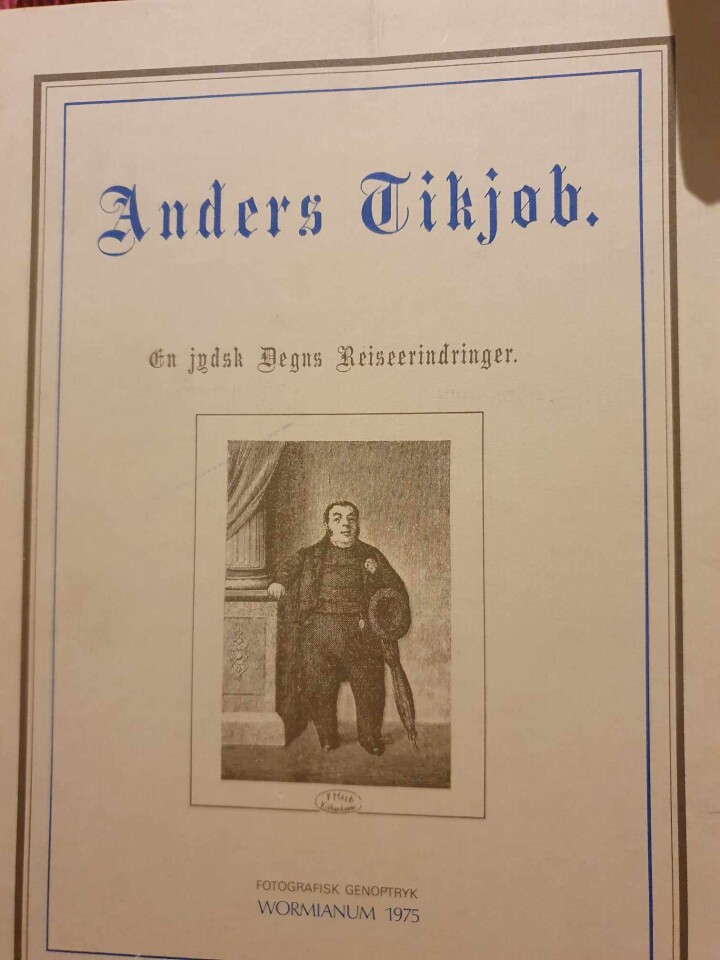 Anders Tikjøb.
En jydsk Degns Reiseerindringer.
FOTOGRAFISK GENOPTRYK
WORMIANUM 1975